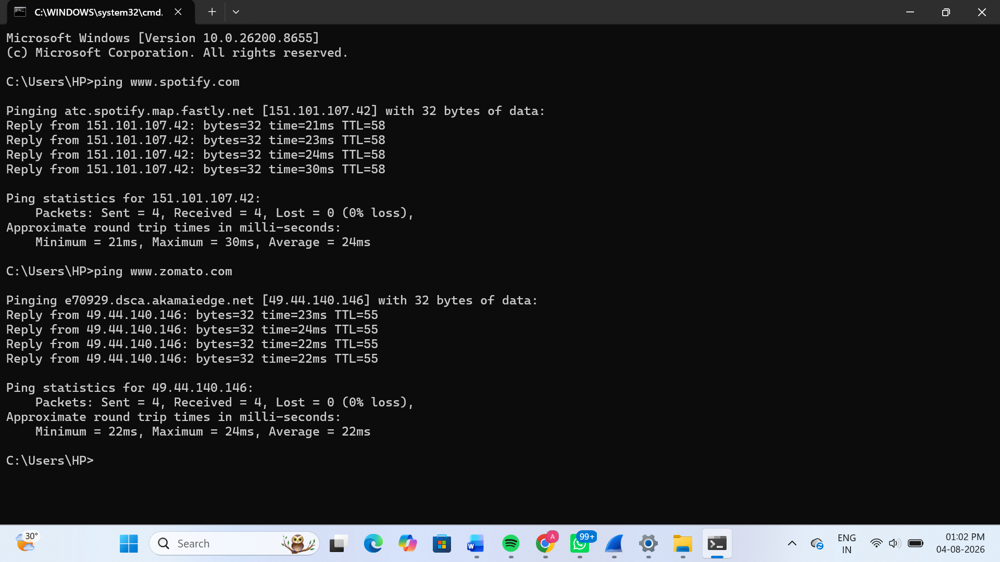 C:\WINDOWS\system32\cmd.
Microsoft Windows [Version 10.0.26200.8655]
(c) Microsoft Corporation. All rights reserved.
C:\Users\HP>ping www.spotify.com
Pinging atc.spotify.map.fastly.net [151.101.107.42] with 32 bytes of data:
Reply from 151.101.107.42: bytes=32 time=21ms TTL=58
Reply from 151.101.107.42: bytes=32 time=23ms TTL=58
Reply from 151.101.107.42: bytes=32 time=24ms TTL=58
Reply from 151.101.107.42: bytes=32 time=30ms TTL=58
Ping statistics for 151.101.107.42:
    Packets: Sent = 4, Received = 4, Lost = 0 (0% loss),
Approximate round trip times in milli-seconds:
    Minimum = 21ms, Maximum = 30ms, Average = 24ms
C:\Users\HP>ping www.zomato.com
Pinging e70929.dsca.akamaiedge.net [49.44.140.146] with 32 bytes of data:
Reply from 49.44.140.146: bytes=32 time=23ms TTL=55
Reply from 49.44.140.146: bytes=32 time=24ms TTL=55
Reply from 49.44.140.146: bytes=32 time=22ms TTL=55
Reply from 49.44.140.146: bytes=32 time=22ms TTL=55
Ping statistics for 49.44.140.146:
    Packets: Sent = 4, Received = 4, Lost = 0 (0% loss),
Approximate round trip times in milli-seconds:
    Minimum = 22ms, Maximum = 24ms, Average = 22ms
C:\Users\HP>
30°
Search
W
A
99+
ENG
IN
01:02 PM
04-08-2026